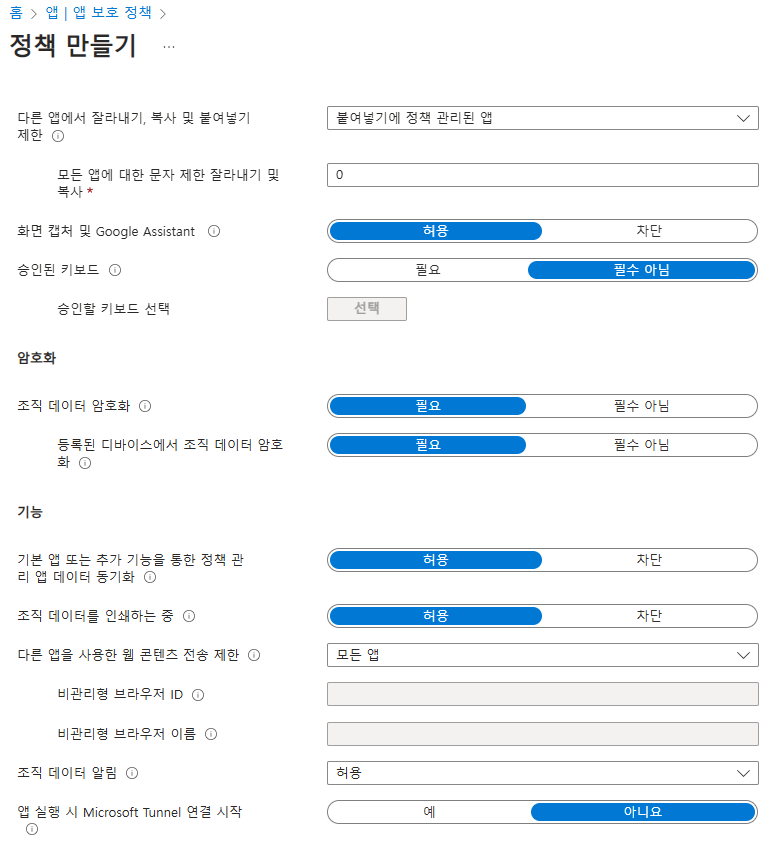 홈 > 앱 | 앱 보호 정책 >
정책 만들기 ...
다른 앱에서 잘라내기, 복사 및 붙여넣기
제한
붙여넣기에 정책 관리된 앱
모든 앱에 대한 문자 제한 잘라내기 및
복사 *
0
화면 캡처 및 Google Assistant
허용 차단
승인된 키보드
필요 필수 아님
승인할 키보드 선택
선택
암호화
조직 데이터 암호화
필요 필수 아님
등록된 디바이스에서 조직 데이터 암호
화
필요 필수 아님
기능
기본 앱 또는 추가 기능을 통한 정책 관
리 앱 데이터 동기화
허용 차단
조직 데이터를 인쇄하는 중
허용 차단
다른 앱을 사용한 웹 콘텐츠 전송 제한
모든 앱
비관리형 브라우저 ID
비관리형 브라우저 이름
조직 데이터 알림
허용
앱 실행 시 Microsoft Tunnel 연결 시작
예 아니요